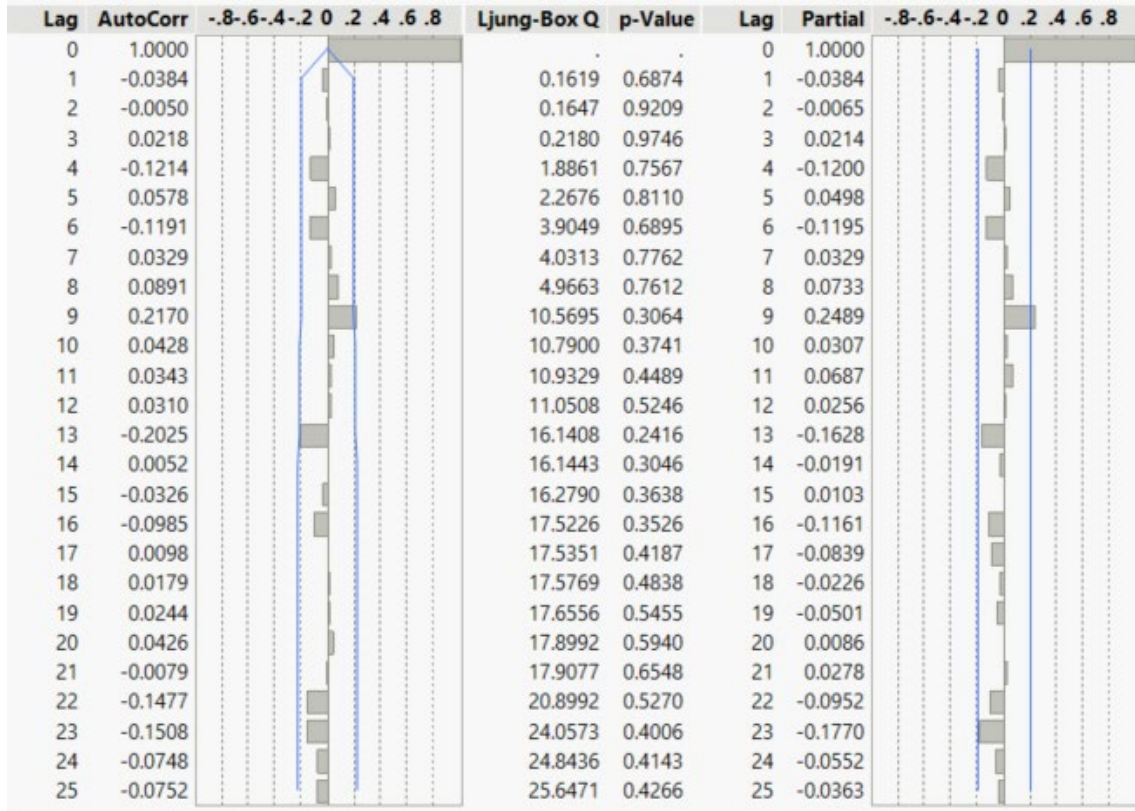 Lag AutoCorr -.8-.6-.4-.2 0 .2 .4 .6 .8 Ljung-Box Q p-Value Lag Partial -.8-.6-.4-.2 0 .2 .4 .6 .8
0 1.0000 . . 0 1.0000
1 -0.0384 0.1619 0.6874 1 -0.0384
2 -0.0050 0.1647 0.9209 2 -0.0065
3 0.0218 0.2180 0.9746 3 0.0214
4 -0.1214 1.8861 0.7567 4 -0.1200
5 0.0578 2.2676 0.8110 5 0.0498
6 -0.1191 3.9049 0.6895 6 -0.1195
7 0.0329 4.0313 0.7762 7 0.0329
8 0.0891 4.9663 0.7612 8 0.0733
9 0.2170 10.5695 0.3064 9 0.2489
10 0.0428 10.7900 0.3741 10 0.0307
11 0.0343 10.9329 0.4489 11 0.0687
12 0.0310 11.0508 0.5246 12 0.0256
13 -0.2025 16.1408 0.2416 13 -0.1628
14 0.0052 16.1443 0.3046 14 -0.0191
15 -0.0326 16.2790 0.3638 15 0.0103
16 -0.0985 17.5226 0.3526 16 -0.1161
17 0.0098 17.5351 0.4187 17 -0.0839
18 0.0179 17.5769 0.4838 18 -0.0226
19 0.0244 17.6556 0.5455 19 -0.0501
20 0.0426 17.8992 0.5940 20 0.0086
21 -0.0079 17.9077 0.6548 21 0.0278
22 -0.1477 20.8992 0.5270 22 -0.0952
23 -0.1508 24.0573 0.4006 23 -0.1770
24 -0.0748 24.8436 0.4143 24 -0.0552
25 -0.0752 25.6471 0.4266 25 -0.0363